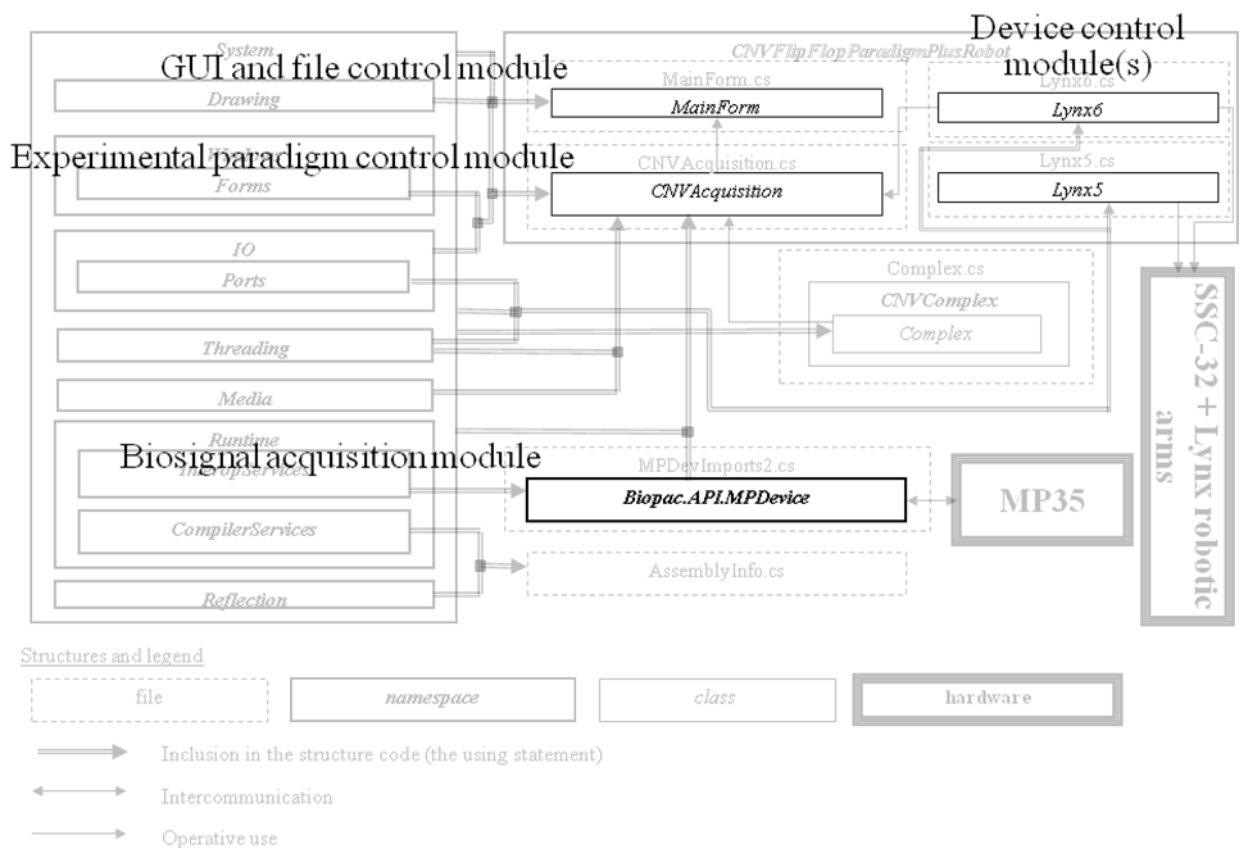 System
GUI and file control module
Drawing
Experimental paradigm control module
Windows
Forms
IO
Ports
Threading
Media
Runtime
Biosignal acquisition module
InteropServices
CompilerServices
Reflection
CNVFlipFlopParadigmPlusRobot
Device control
module(s)
MainForm.cs
MainForm
CNVAcquisition.cs
CNVAcquisition
Lynx6.cs
Lynx6
Lynx5.cs
Lynx5
Complex.cs
CNVComplex
Complex
MPDevImports2.cs
Biopac.API.MPDevice
AssemblyInfo.cs
MP35
SSC-32 + Lynx robotic
arms
Structures and legend
file
namespace
class
hardware
Inclusion in the structure code (the using statement)
Intercommunication
Operative use